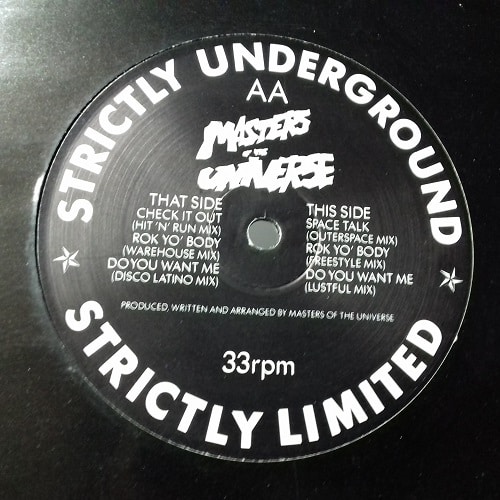 STRICTLY UNDERGROUND
AA
MASTERS
OF THE
UNIVERSE
THAT SIDE
CHECK IT OUT
(HIT 'N' RUN MIX)
ROK YO' BODY
(WAREHOUSE MIX)
DO YOU WANT ME
(DISCO LATINO MIX)
THIS SIDE
SPACE TALK
(OUTERSPACE MIX)
ROK YO' BODY
(FREESTYLE MIX)
DO YOU WANT ME
(LUSTFUL MIX)
PRODUCED, WRITTEN AND ARRANGED BY MASTERS OF THE UNIVERSE
33rpm
STRICTLY LIMITED